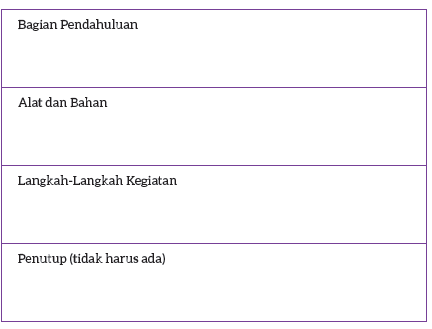 Bagian Pendahuluan
Alat dan Bahan
Langkah-Langkah Kegiatan
Penutup (tidak harus ada)